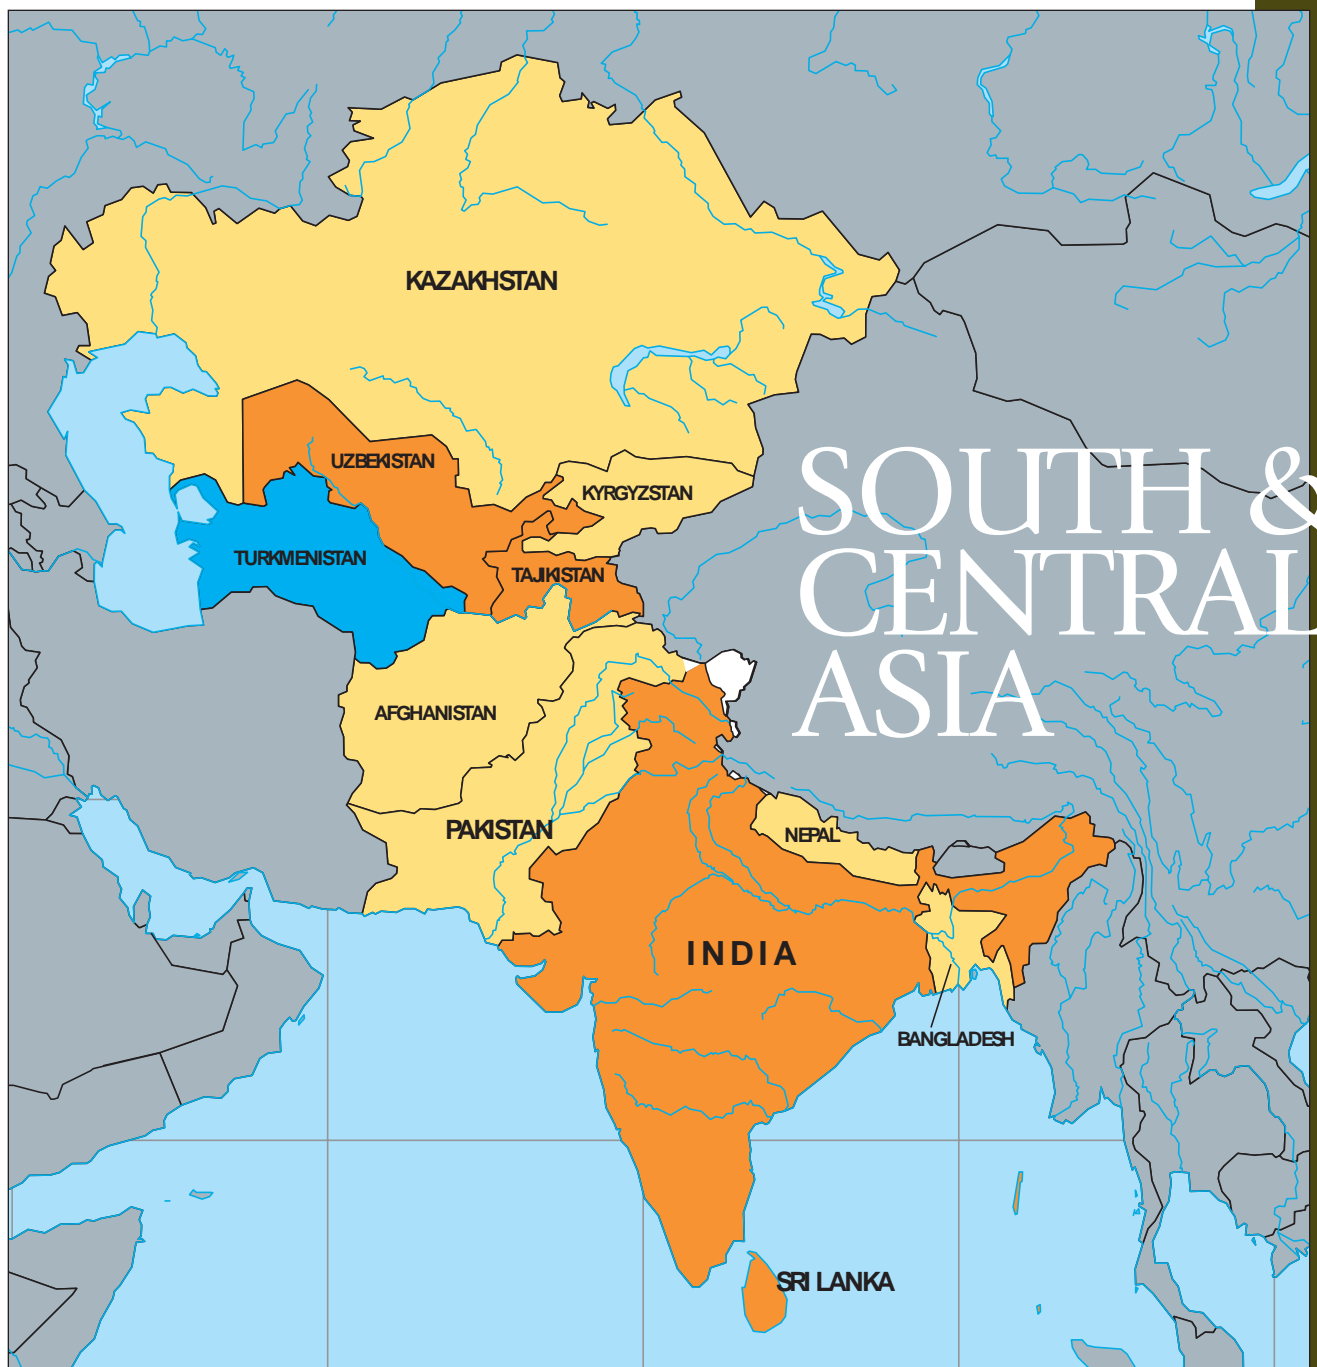 KAZAKHSTAN
UZBEKISTAN
KYRGYZSTAN
TURKMENISTAN
TAJIKISTAN
SOUTH &
CENTRAL
ASIA
AFGHANISTAN
PAKISTAN
NEPAL
INDIA
BANGLADESH
SRI LANKA